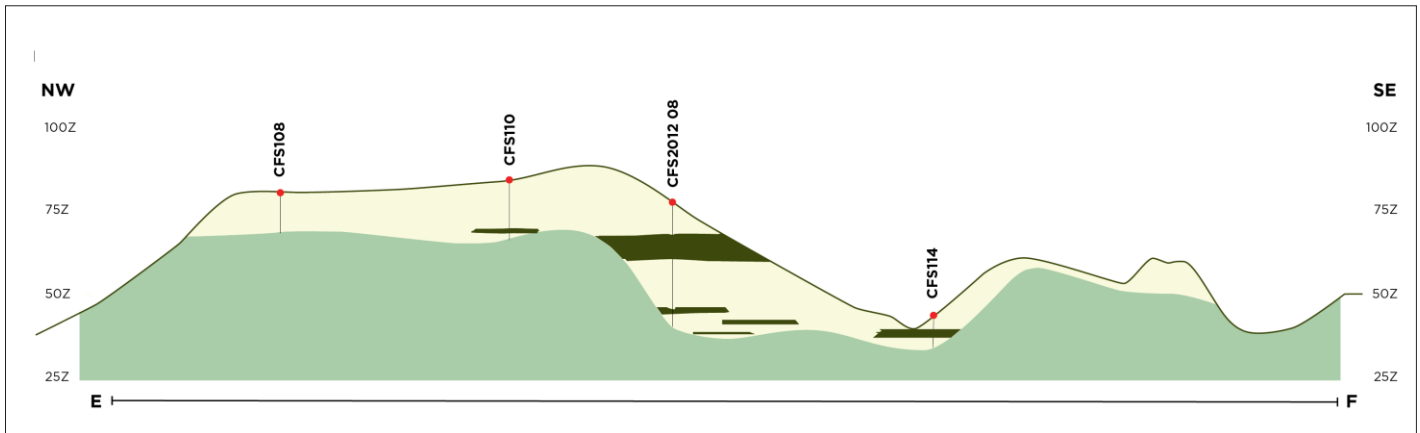 NW
SE
100Z
100Z
CFS108
CFS110
CFS2012 08
75Z
75Z
CFS114
50Z
50Z
25Z
25Z
E
F